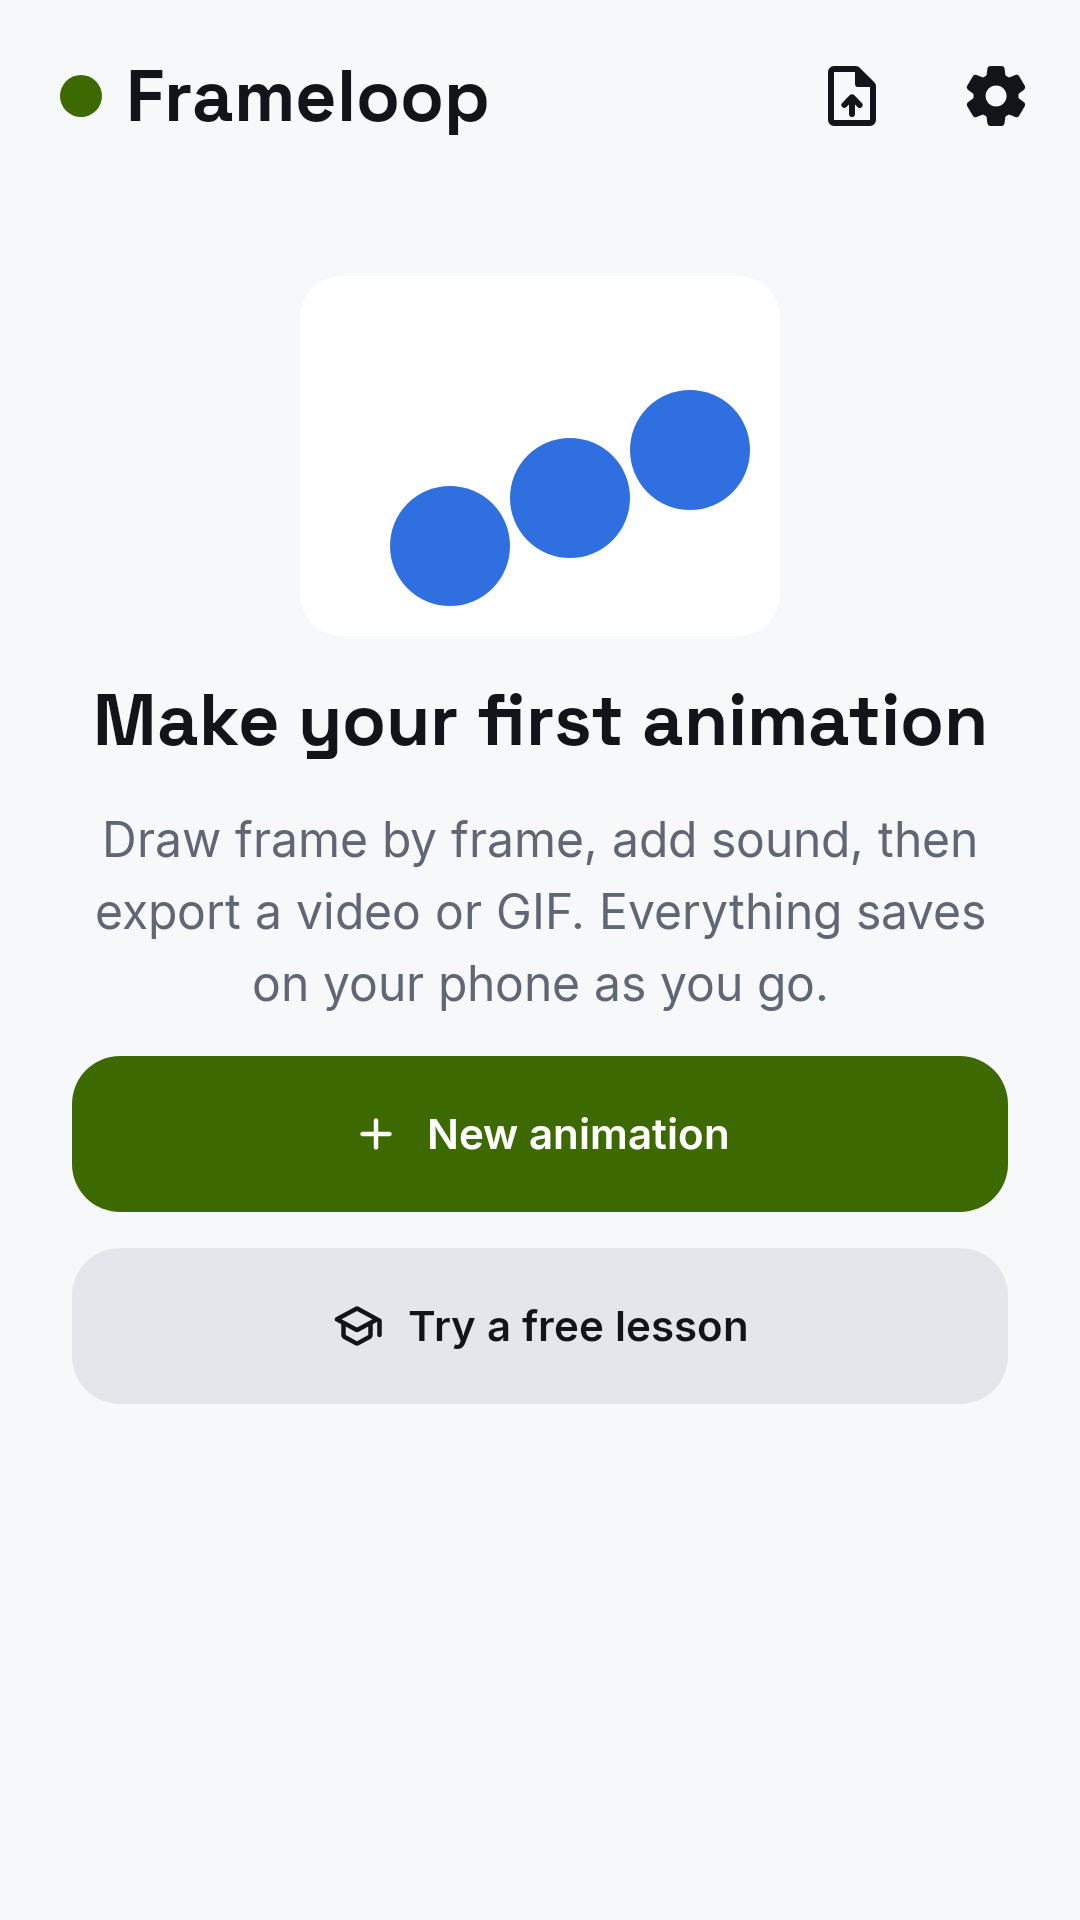 Frameloop
Make your first animation
Draw frame by frame, add sound, then
export a video or GIF. Everything saves
on your phone as you go.
New animation
Try a free lesson